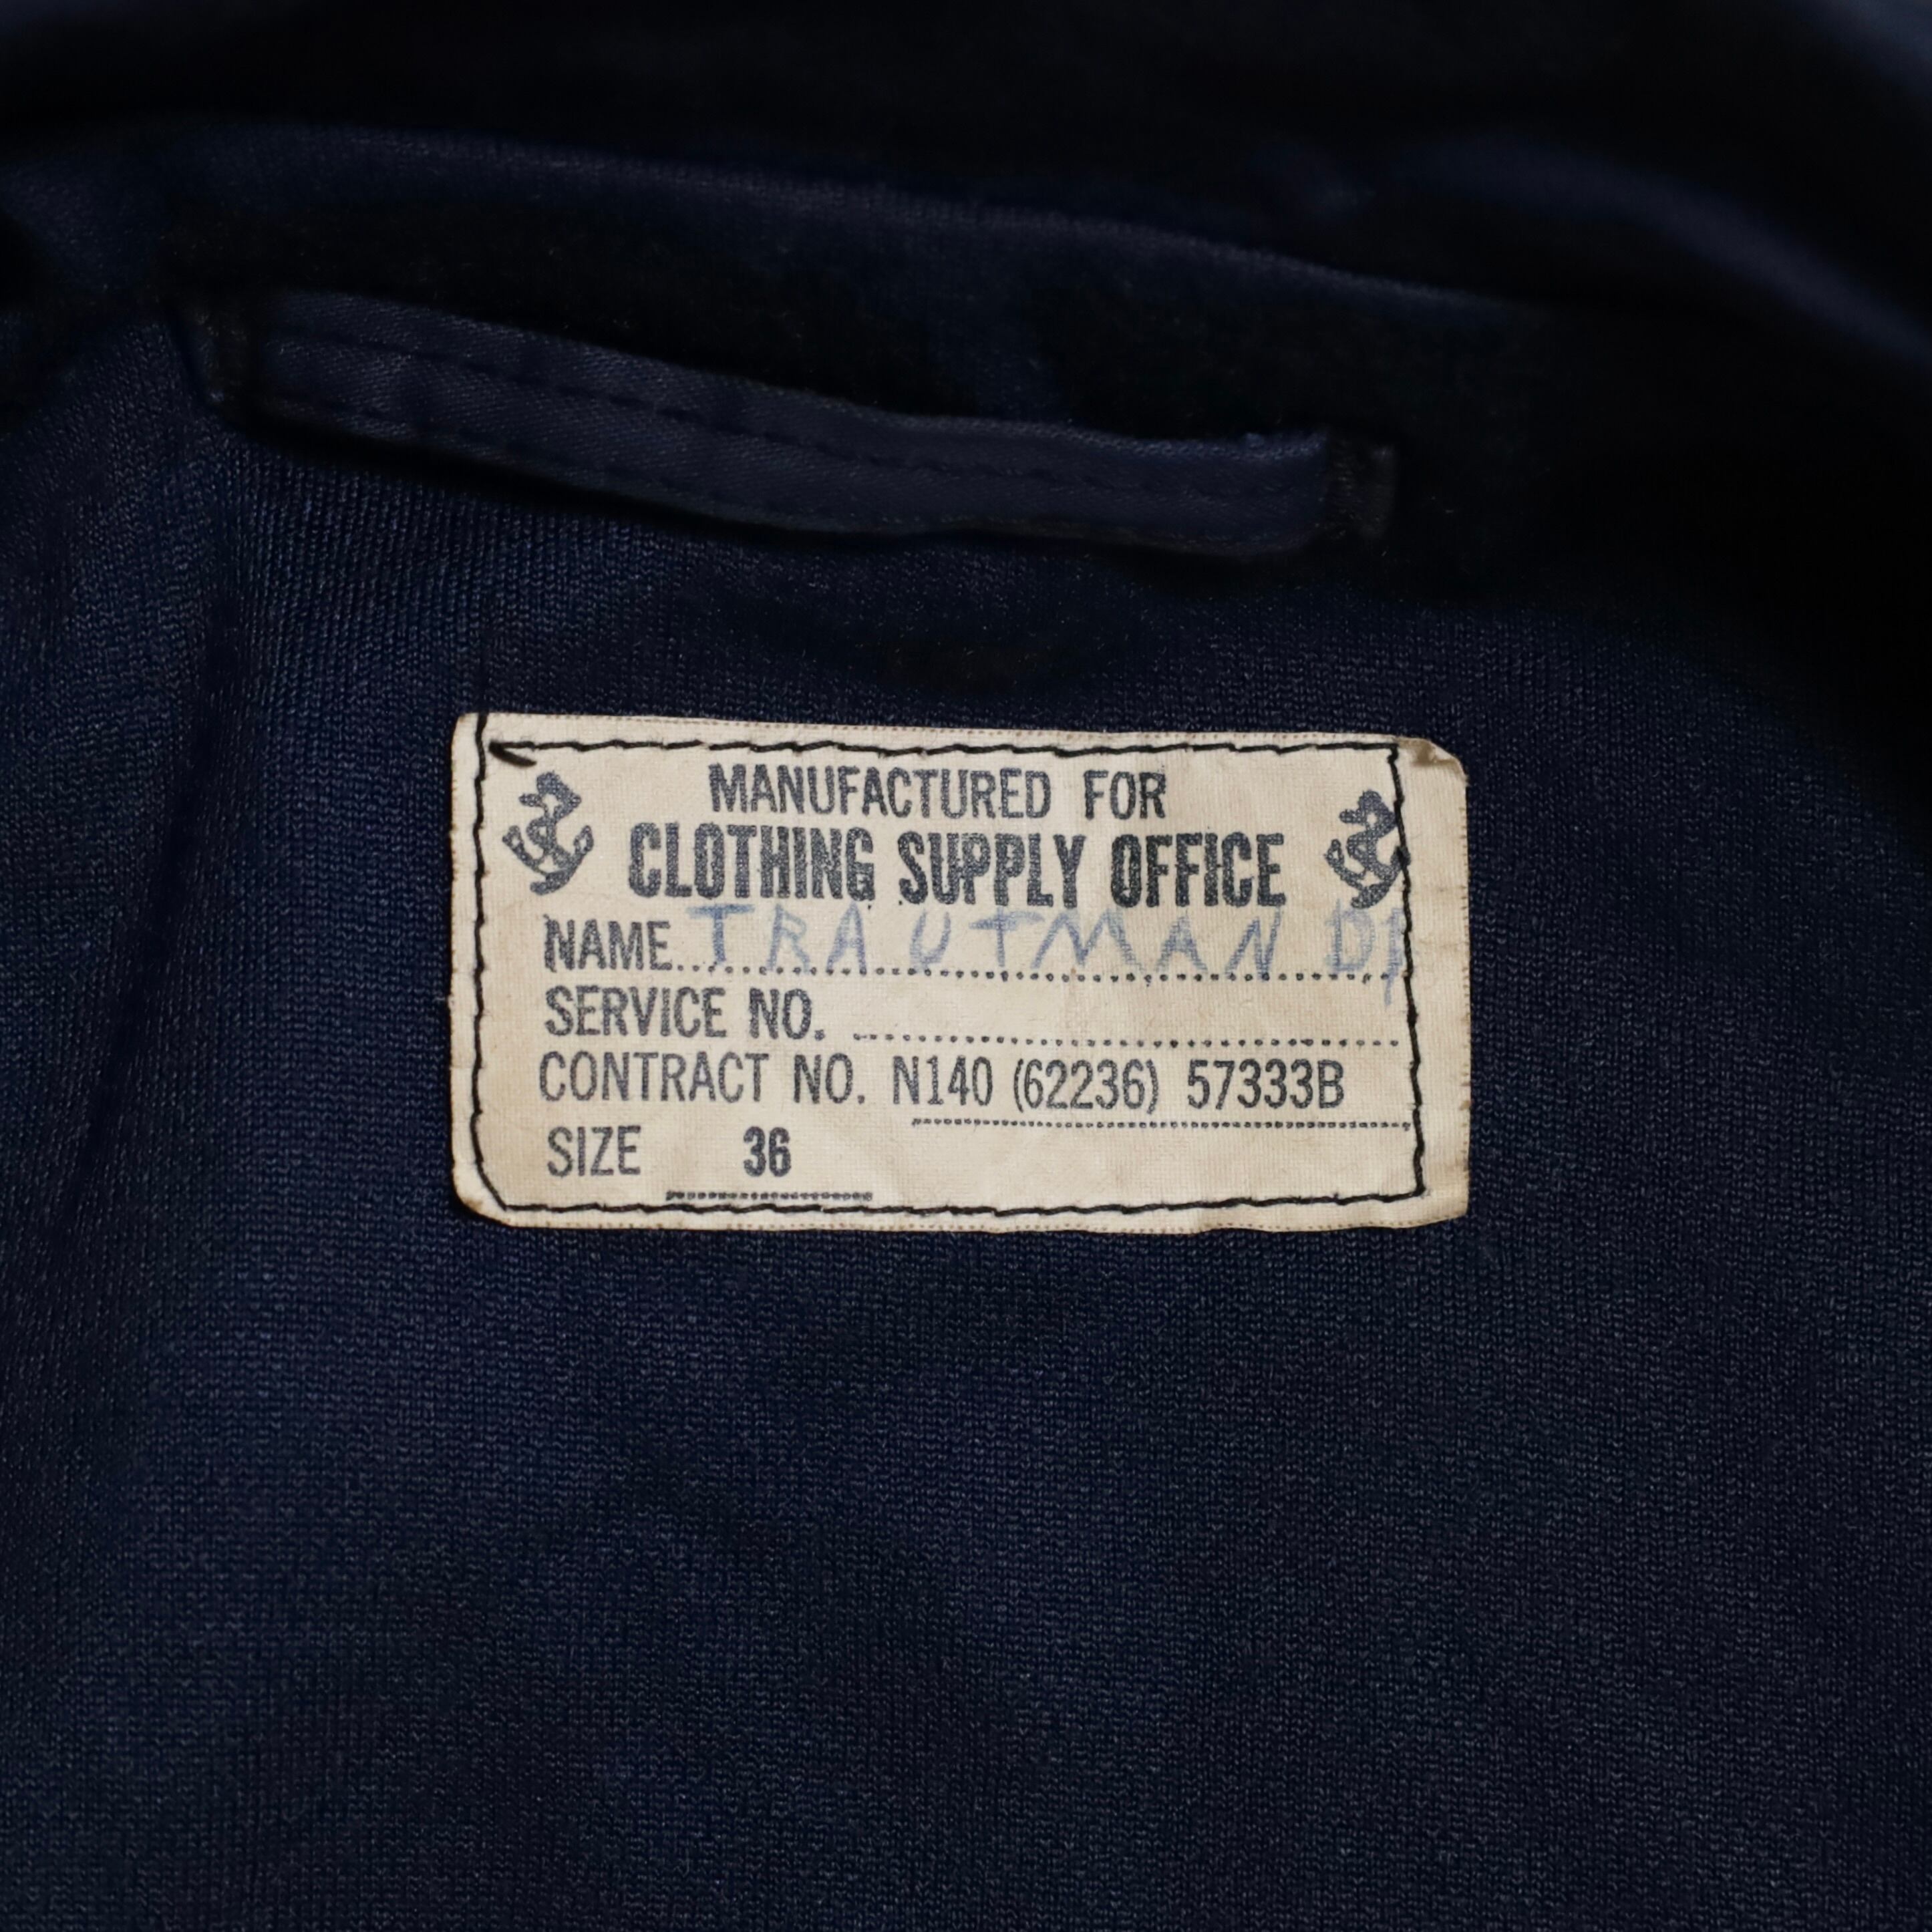 MANUFACTURED FOR
CLOTHING SUPPLY OFFICE
NAME TRAUTMAN
SERVICE NO.
CONTRACT NO. N140 (62236) 57333B
SIZE 36